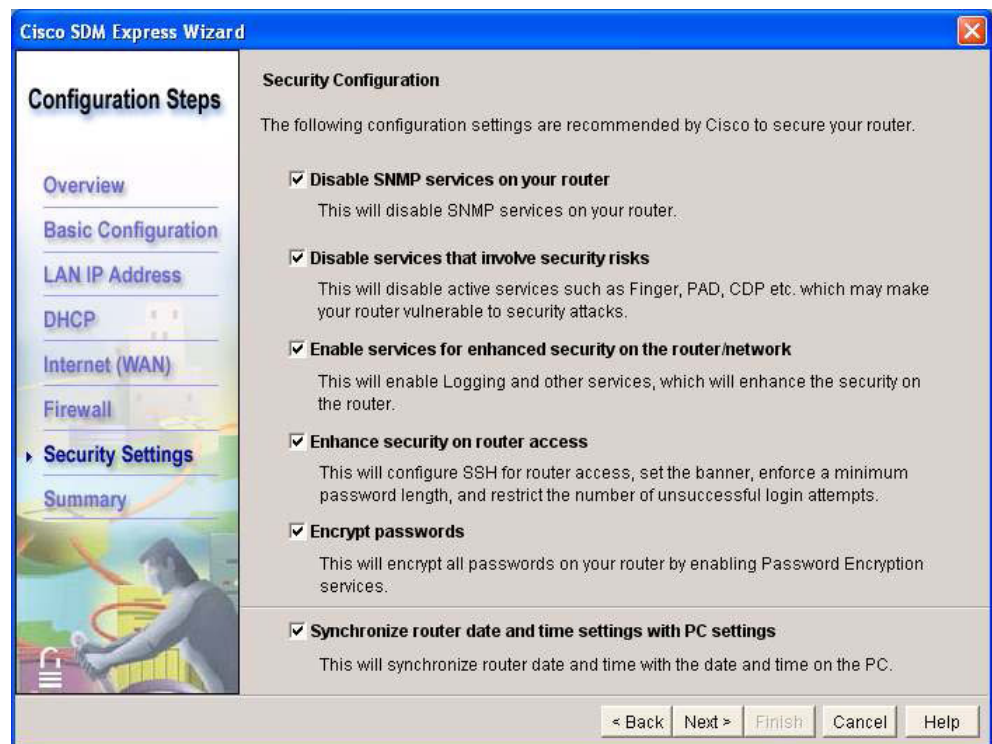 Cisco SDM Express Wizard
Configuration Steps
Overview
Basic Configuration
LAN IP Address
DHCP
Internet (WAN)
Firewall
Security Settings
Summary
Security Configuration
The following configuration settings are recommended by Cisco to secure your router.
Disable SNMP services on your router
This will disable SNMP services on your router.
Disable services that involve security risks
This will disable active services such as Finger, PAD, CDP etc. which may make
your router vulnerable to security attacks.
Enable services for enhanced security on the router/network
This will enable Logging and other services, which will enhance the security on
the router.
Enhance security on router access
This will configure SSH for router access, set the banner, enforce a minimum
password length, and restrict the number of unsuccessful login attempts.
Encrypt passwords
This will encrypt all passwords on your router by enabling Password Encryption
services.
Synchronize router date and time settings with PC settings
This will synchronize router date and time with the date and time on the PC.
< Back Next > Finish Cancel Help